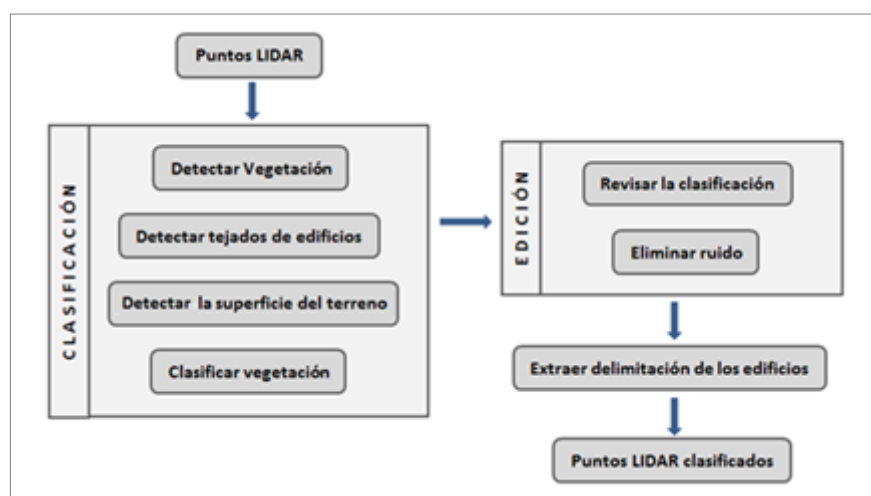 Puntos LIDAR
CLASIFICACIÓN
Detectar Vegetación
Detectar tejados de edificios
Detectar la superficie del terreno
Clasificar vegetación
EDICIÓN
Revisar la clasificación
Eliminar ruido
Extraer delimitación de los edificios
Puntos LIDAR clasificados